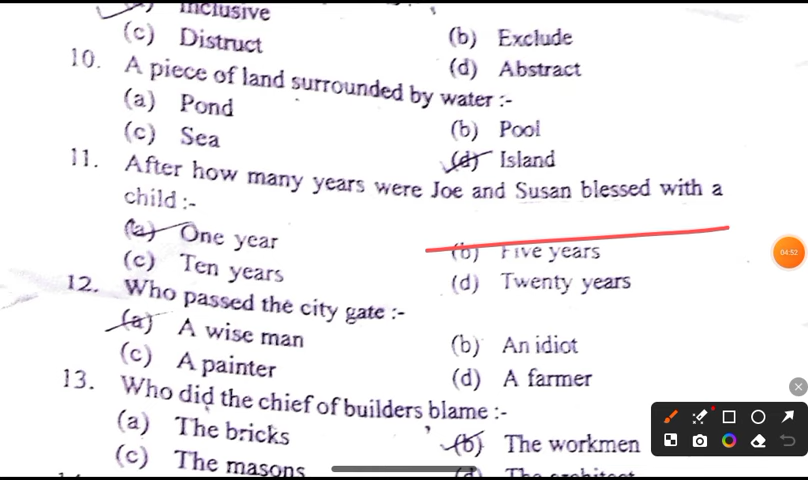 Inclusive
(b) Exclude
(c) Distruct
(d) Abstract
10. A piece of land surrounded by water :-
(a) Pond
(b) Pool
(c) Sea
(d) Island
11. After how many years were Joe and Susan blessed with a
child :-
(a) One year
(b) Five years
(c) Ten years
(d) Twenty years
12. Who passed the city gate :-
(a) A wise man
(b) An idiot
(c) A painter
(d) A farmer
13. Who did the chief of builders blame :-
(a) The bricks
(b) The workmen
(c) The masons
(d) The architect
04:52